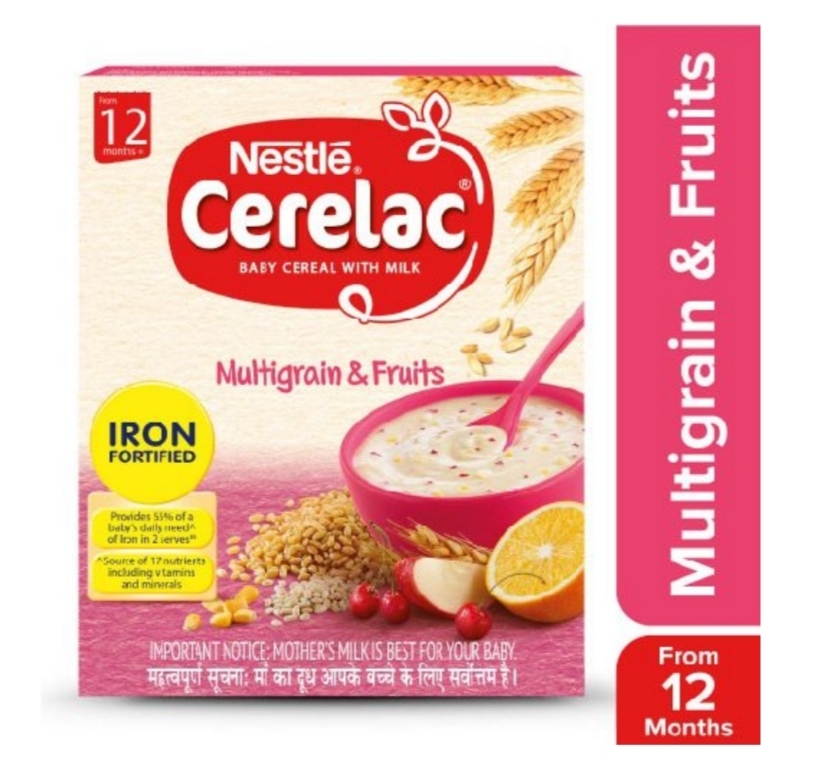 From
12
months +
Nestlé®
Cerelac®
BABY CEREAL WITH MILK
Multigrain & Fruits
IRON
FORTIFIED
Provides 55% of a
baby's daily need^
of Iron in 2 serves
^Source of 17 nutrients
including vitamins
and minerals
IMPORTANT NOTICE: MOTHER'S MILK IS BEST FOR YOUR BABY.
महत्वपूर्ण सूचना: माँ का दूध आपके बच्चे के लिए सर्वोत्तम है।
Multigrain & Fruits
From
12
Months